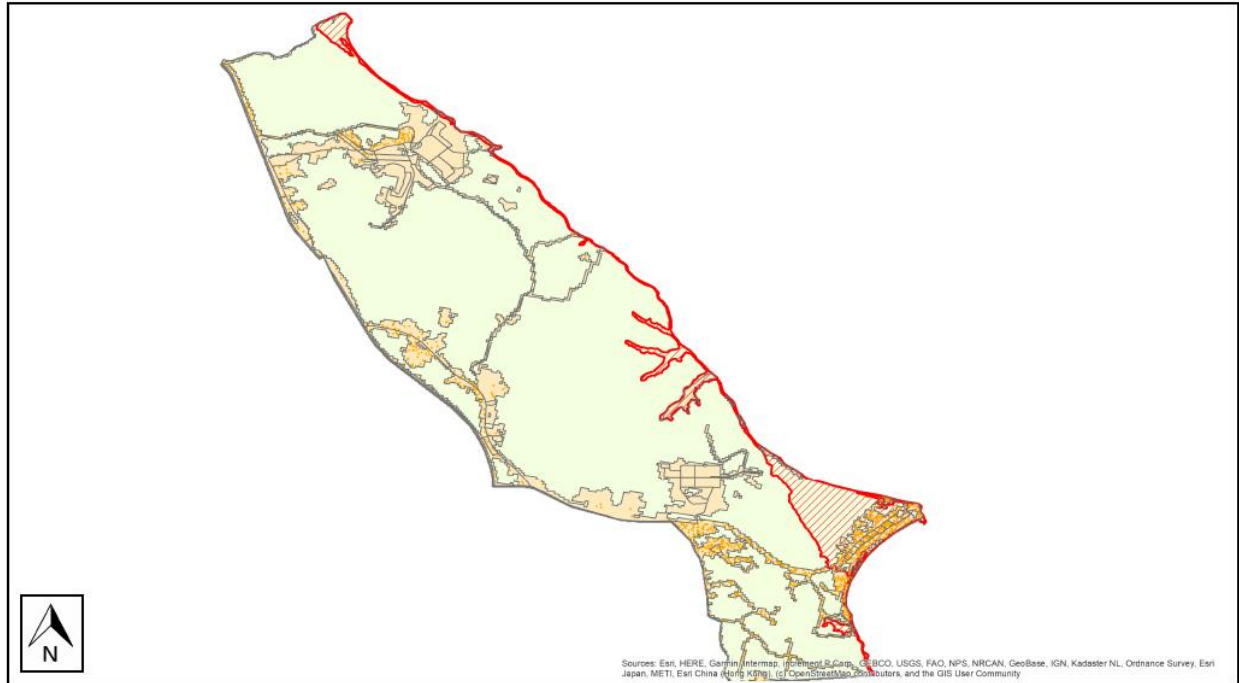 N
Sources: Esri, HERE, Garmin, Intermap, increment P Corp., GEBCO, USGS, FAO, NPS, NRCAN, GeoBase, IGN, Kadaster NL, Ordnance Survey, Esri
Japan, METI, Esri China (Hong Kong), (c) OpenStreetMap contributors, and the GIS User Community